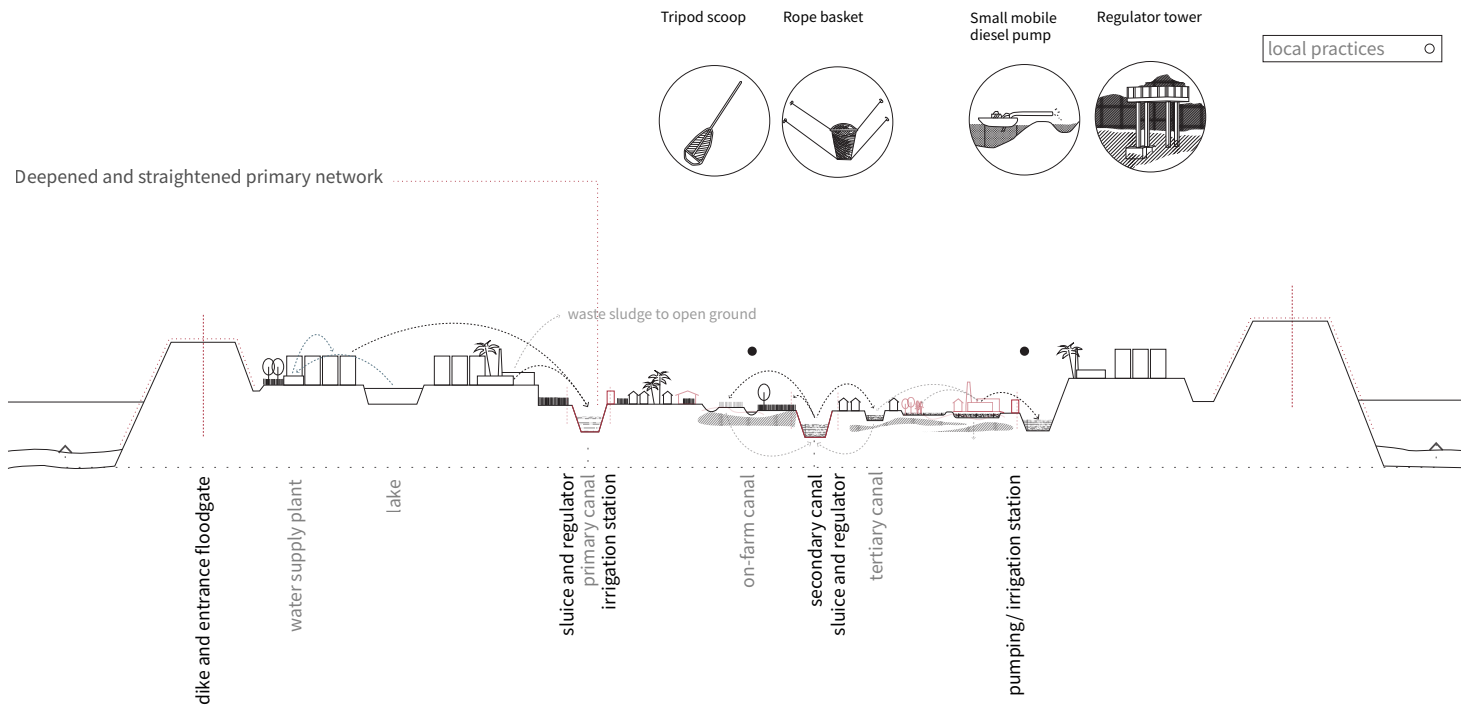 Tripod scoop
Rope basket
Small mobile
diesel pump
Regulator tower
local practices
Deepened and straightened primary network
waste sludge to open ground
dike and entrance floodgate
water supply plant
lake
sluice and regulator
primary canal
irrigation station
on-farm canal
secondary canal
sluice and regulator
tertiary canal
pumping/ irrigation station